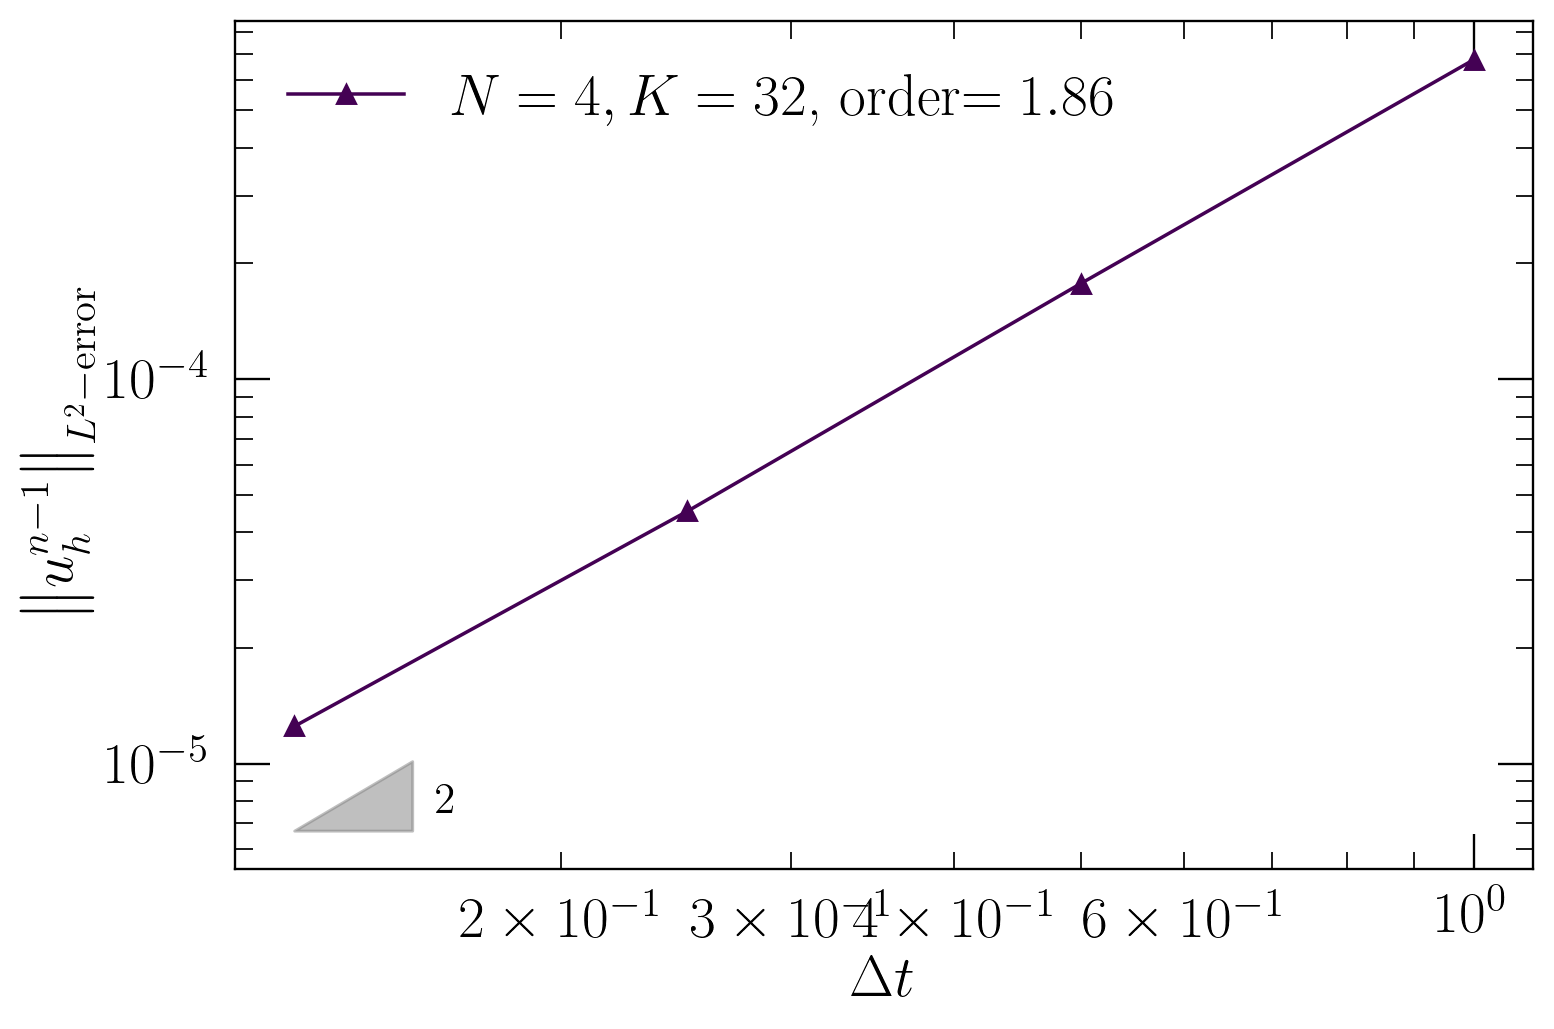 N = 4, K = 32, order= 1.86
||u_h^{n−1}||_{L^2−error}
10^{−4}
10^{−5}
2
2 × 10^{−1} 3 × 10^{−1} 4 × 10^{−1} 6 × 10^{−1} 10^0
Δt